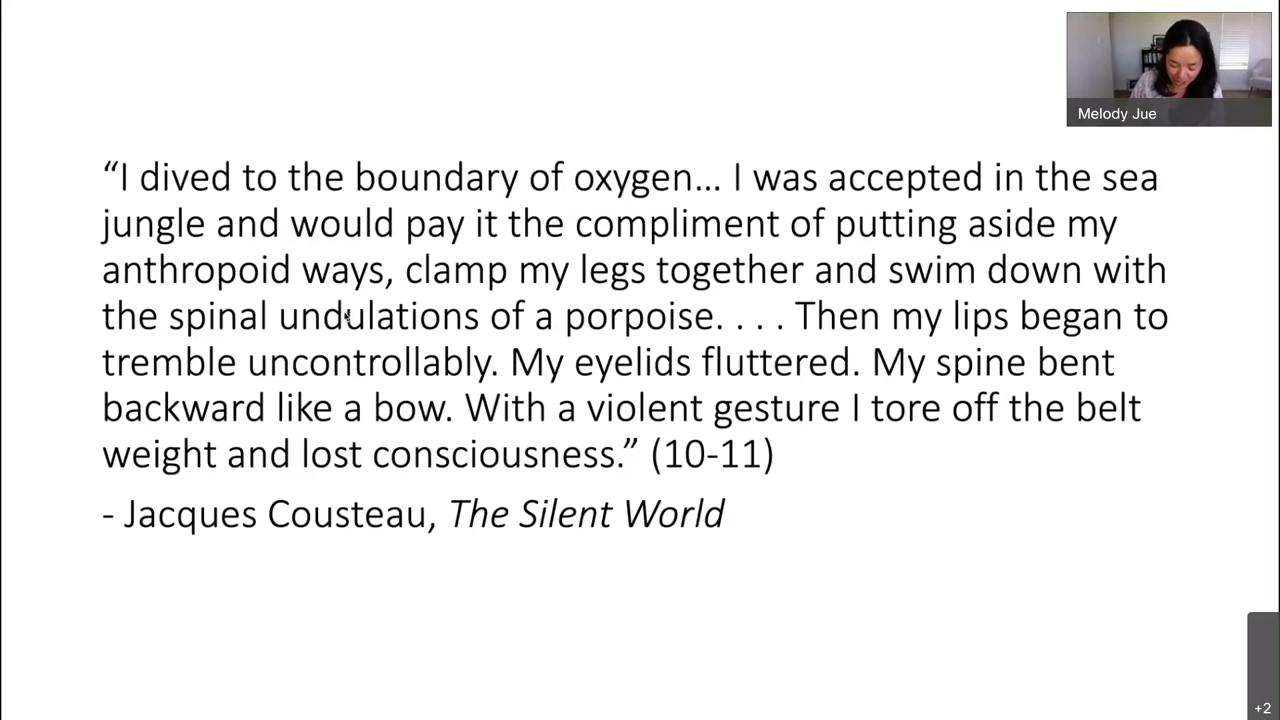 Melody Jue
“I dived to the boundary of oxygen... I was accepted in the sea
jungle and would pay it the compliment of putting aside my
anthropoid ways, clamp my legs together and swim down with
the spinal undulations of a porpoise. . . . Then my lips began to
tremble uncontrollably. My eyelids fluttered. My spine bent
backward like a bow. With a violent gesture I tore off the belt
weight and lost consciousness.” (10-11)
- Jacques Cousteau, The Silent World
+2